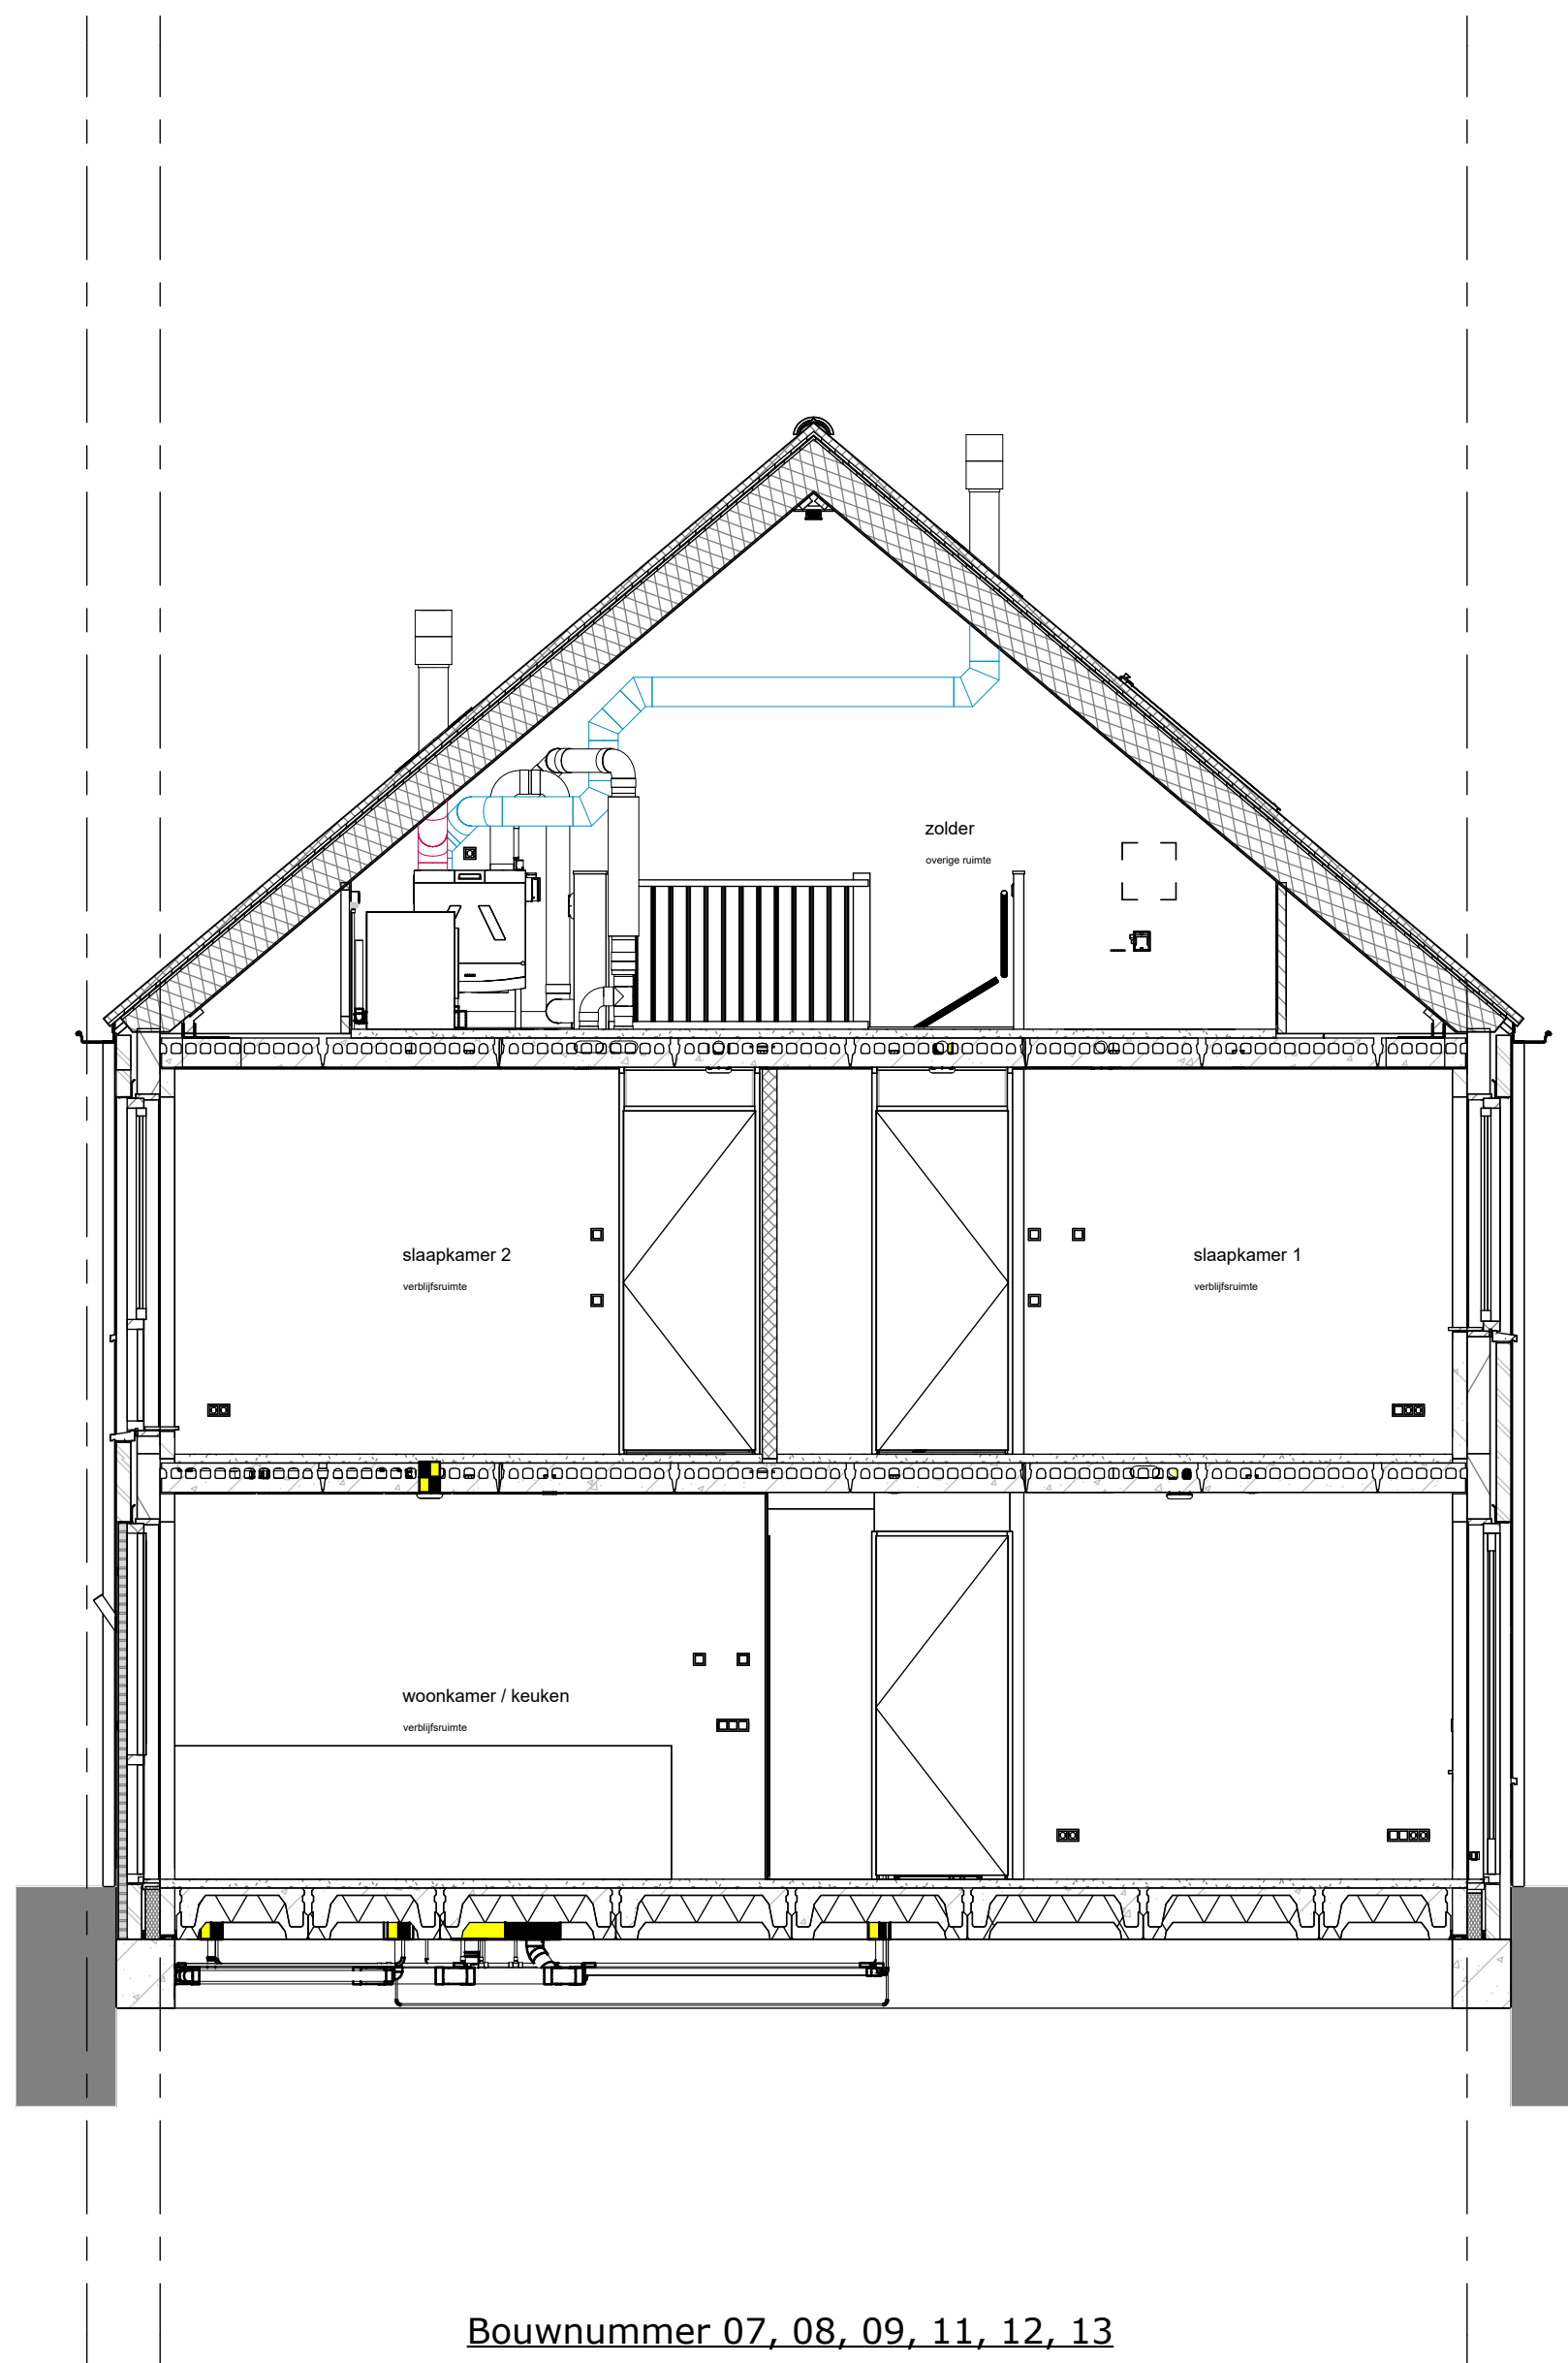 zolder
overige ruimte
slaapkamer 2
verblijfsruimte
slaapkamer 1
verblijfsruimte
woonkamer / keuken
verblijfsruimte
Bouwnummer 07, 08, 09, 11, 12, 13